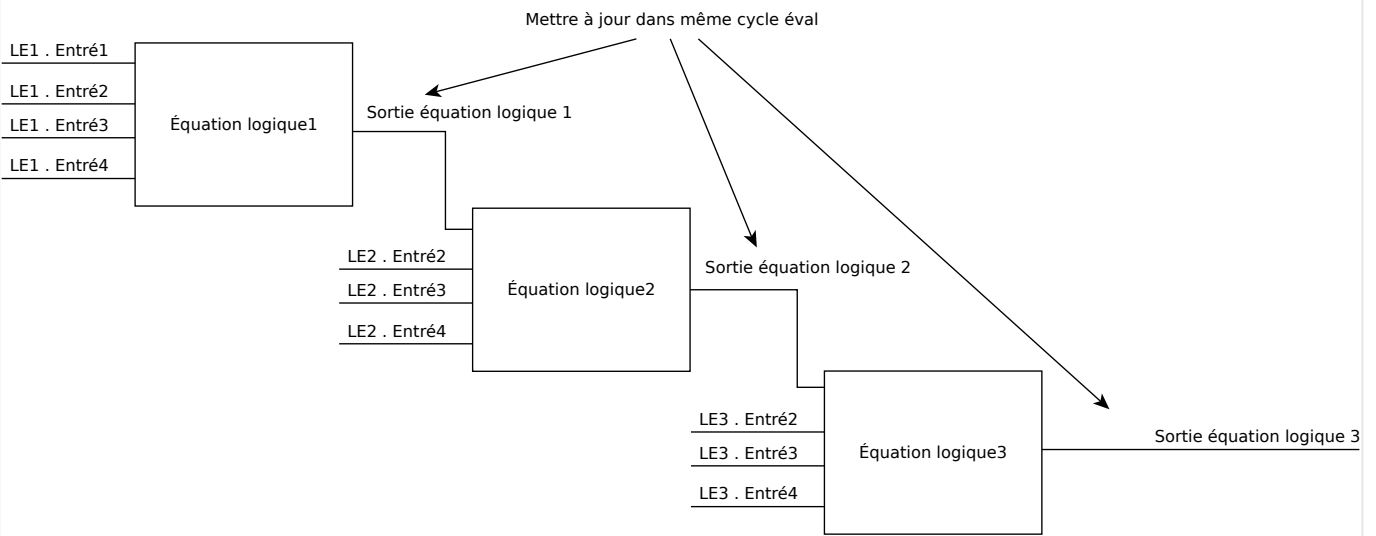 Mettre à jour dans même cycle éval
LE1 . Entré1
LE1 . Entré2
LE1 . Entré3
LE1 . Entré4
Équation logique1
Sortie équation logique 1
LE2 . Entré2
LE2 . Entré3
LE2 . Entré4
Équation logique2
Sortie équation logique 2
LE3 . Entré2
LE3 . Entré3
LE3 . Entré4
Équation logique3
Sortie équation logique 3